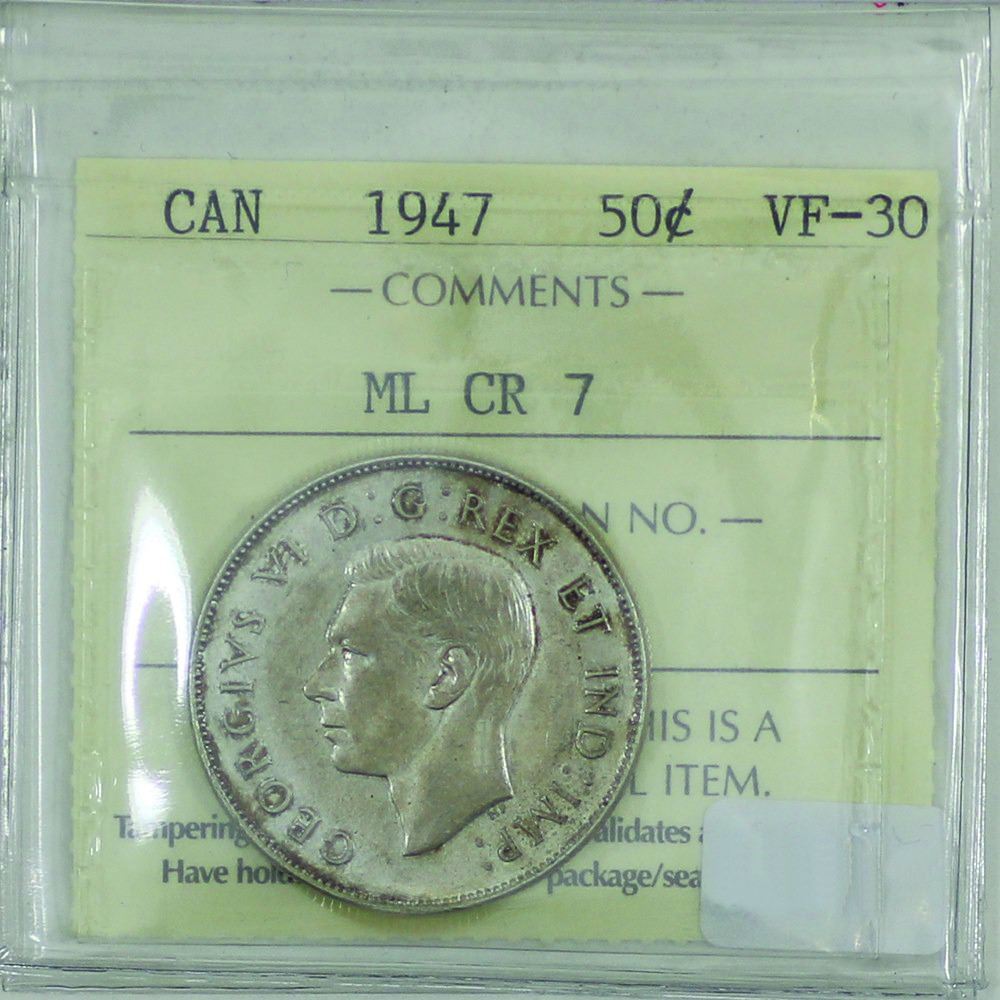 CAN 1947 50¢ VF-30
— COMMENTS —
ML CR 7
N NO. —
GEORGIVS VI D:G:REX ET IND:IMP:
HIS IS A
L ITEM.
Tampering alidates a
Have hold package/sea